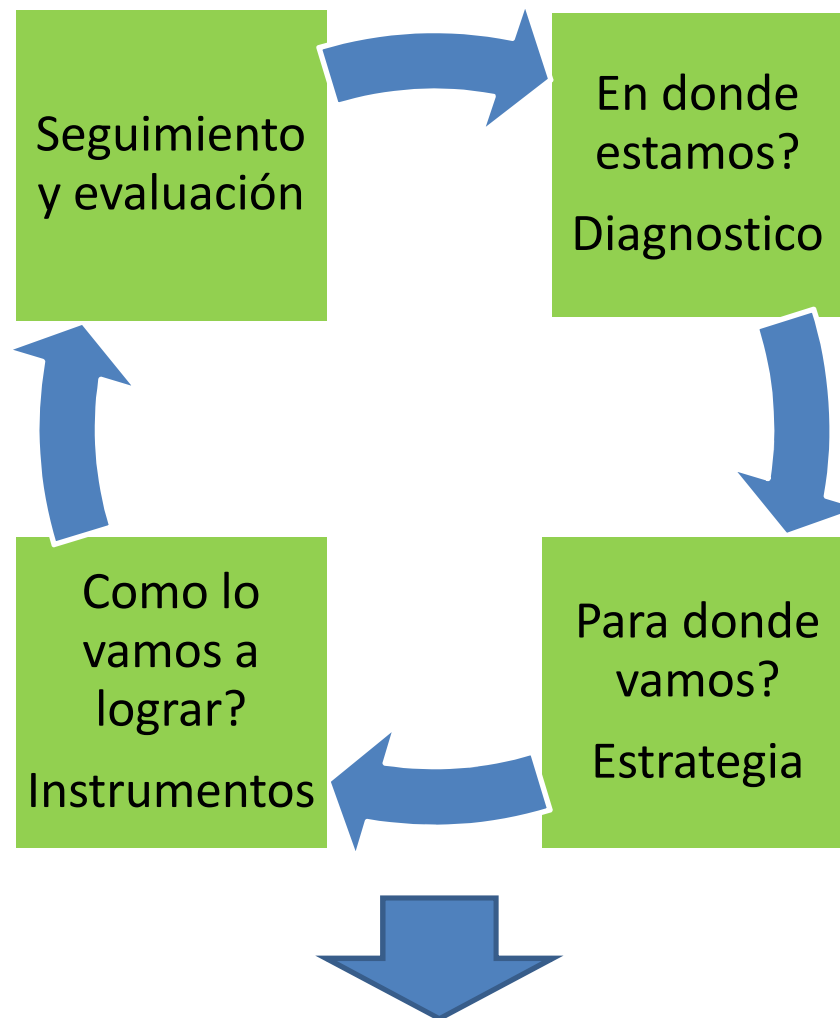 Seguimiento
y evaluación
En donde
estamos?
Diagnostico
Como lo
vamos a
lograr?
Instrumentos
Para donde
vamos?
Estrategia